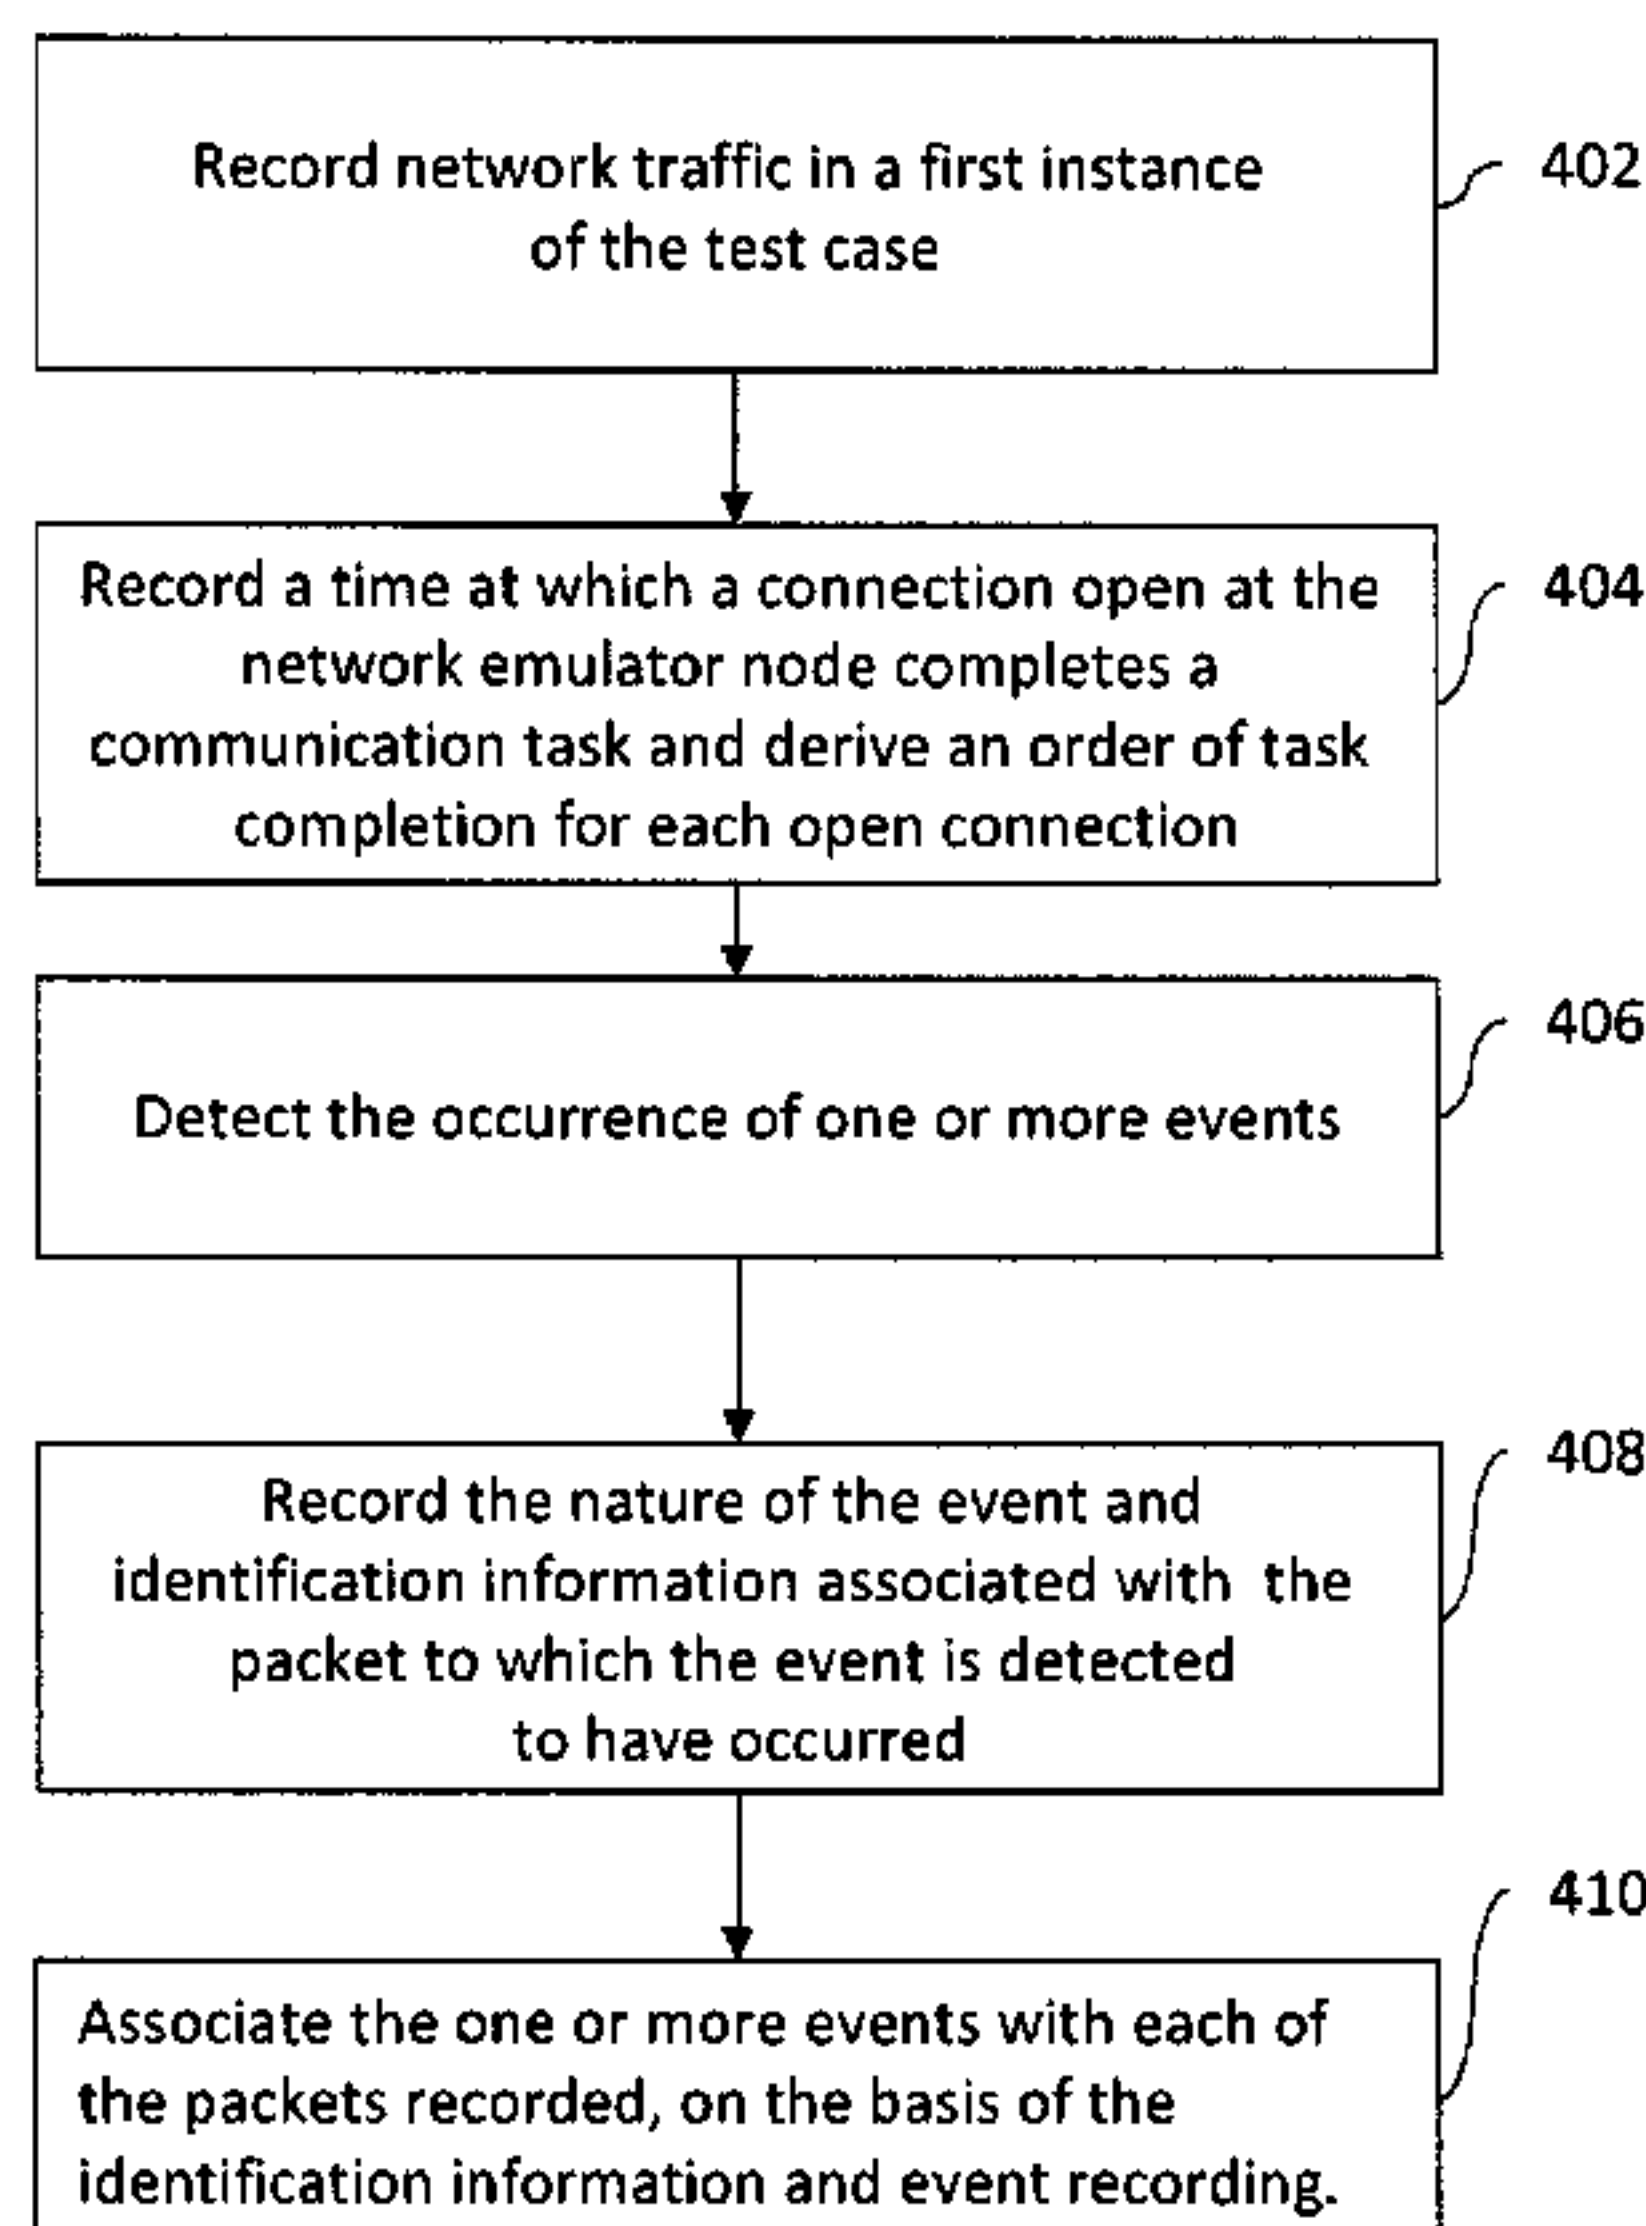 Record network traffic in a first instance
of the test case
402
Record a time at which a connection open at the
network emulator node completes a
communication task and derive an order of task
completion for each open connection
404
Detect the occurrence of one or more events
406
Record the nature of the event and
identification information associated with the
packet to which the event is detected
to have occurred
408
Associate the one or more events with each of
the packets recorded, on the basis of the
identification information and event recording.
410